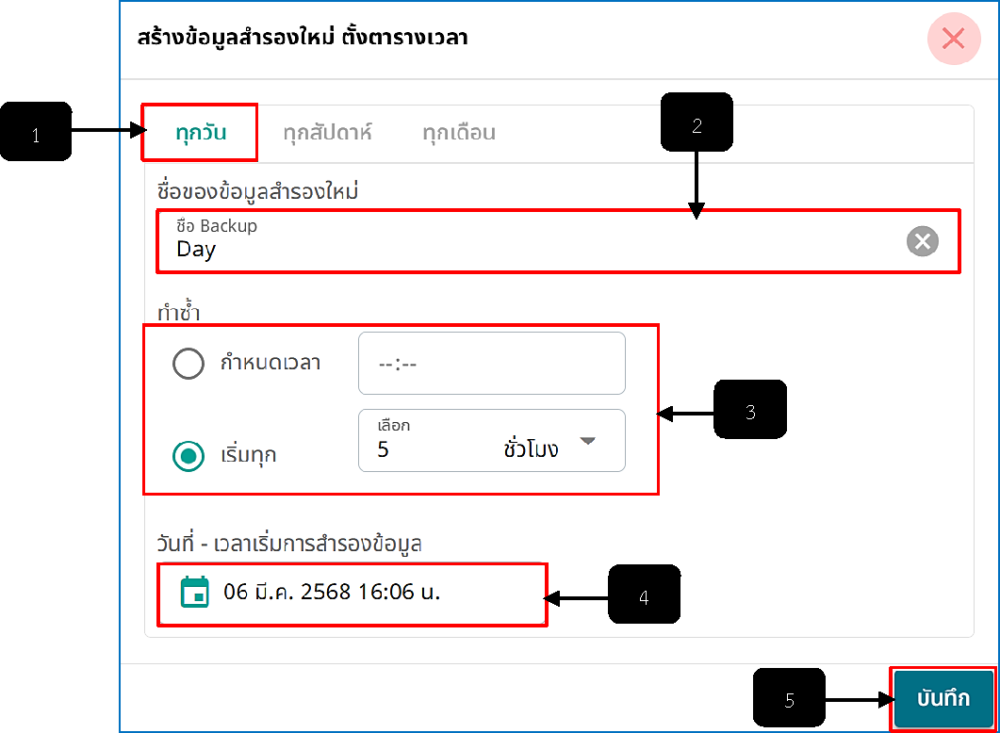 สร้างข้อมูลสำรองใหม่ ตั้งตารางเวลา
1
ทุกวัน ทุกสัปดาห์ ทุกเดือน
2
ชื่อของข้อมูลสำรองใหม่
ชื่อ Backup
Day
ทำซ้ำ
กำหนดเวลา --:--
3
เลือก
เริ่มทุก 5 ชั่วโมง
วันที่ - เวลาเริ่มการสำรองข้อมูล
06 มี.ค. 2568 16:06 น.
4
5
บันทึก